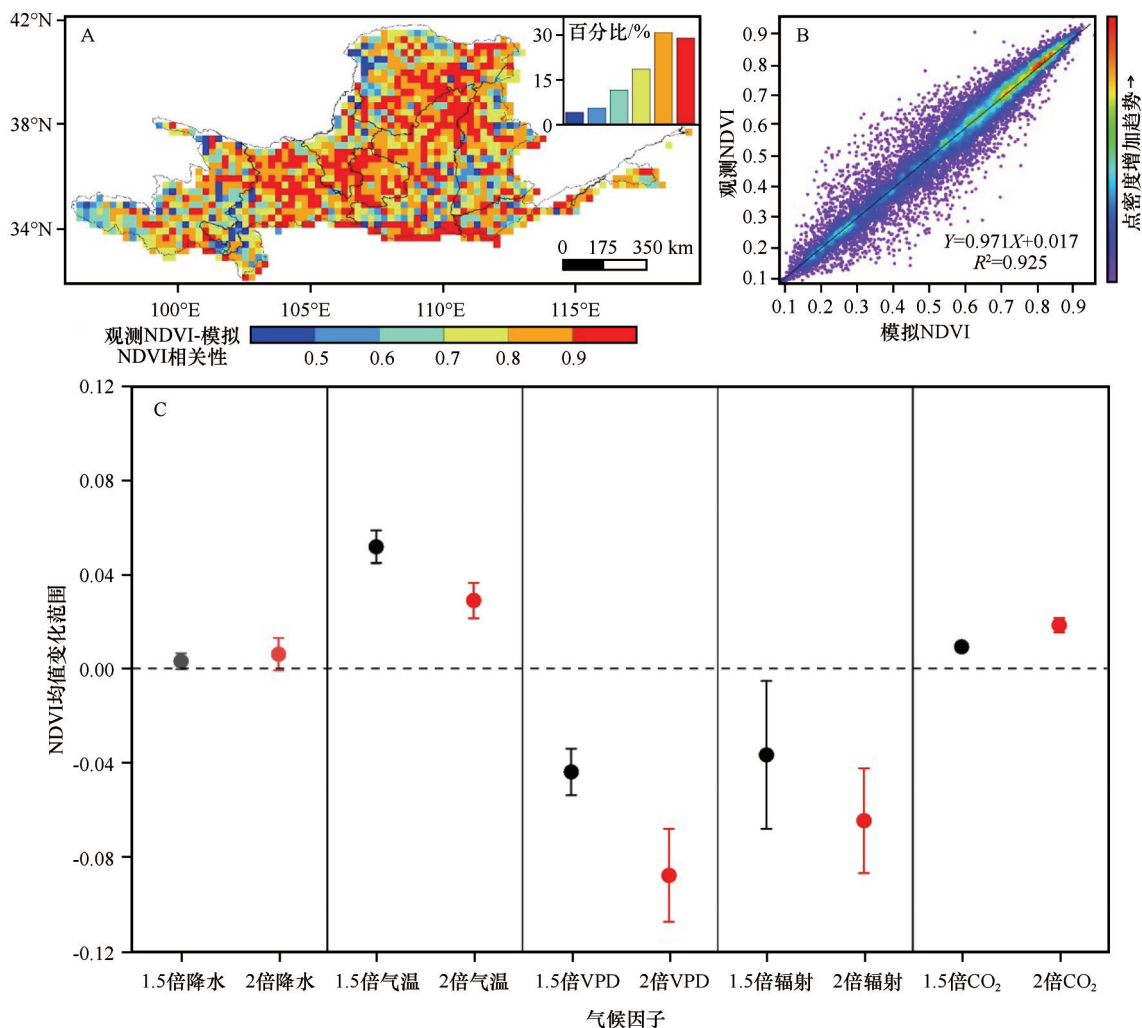 42°N
38°N
34°N
A
百分比/%
30
15
0
0 175 350 km
100°E 105°E 110°E 115°E
观测NDVI-模拟
NDVI相关性
0.5 0.6 0.7 0.8 0.9
B
0.9
0.8
0.7
0.6
0.5
0.4
0.3
0.2
0.1
观测NDVI
Y=0.971X+0.017
R²=0.925
0.1 0.2 0.3 0.4 0.5 0.6 0.7 0.8 0.9
模拟NDVI
点密度增加趋势→
C
0.12
0.08
0.04
0.00
-0.04
-0.08
-0.12
NDVI均值变化范围
1.5倍降水 2倍降水 1.5倍气温 2倍气温 1.5倍VPD 2倍VPD 1.5倍辐射 2倍辐射 1.5倍CO₂ 2倍CO₂
气候因子